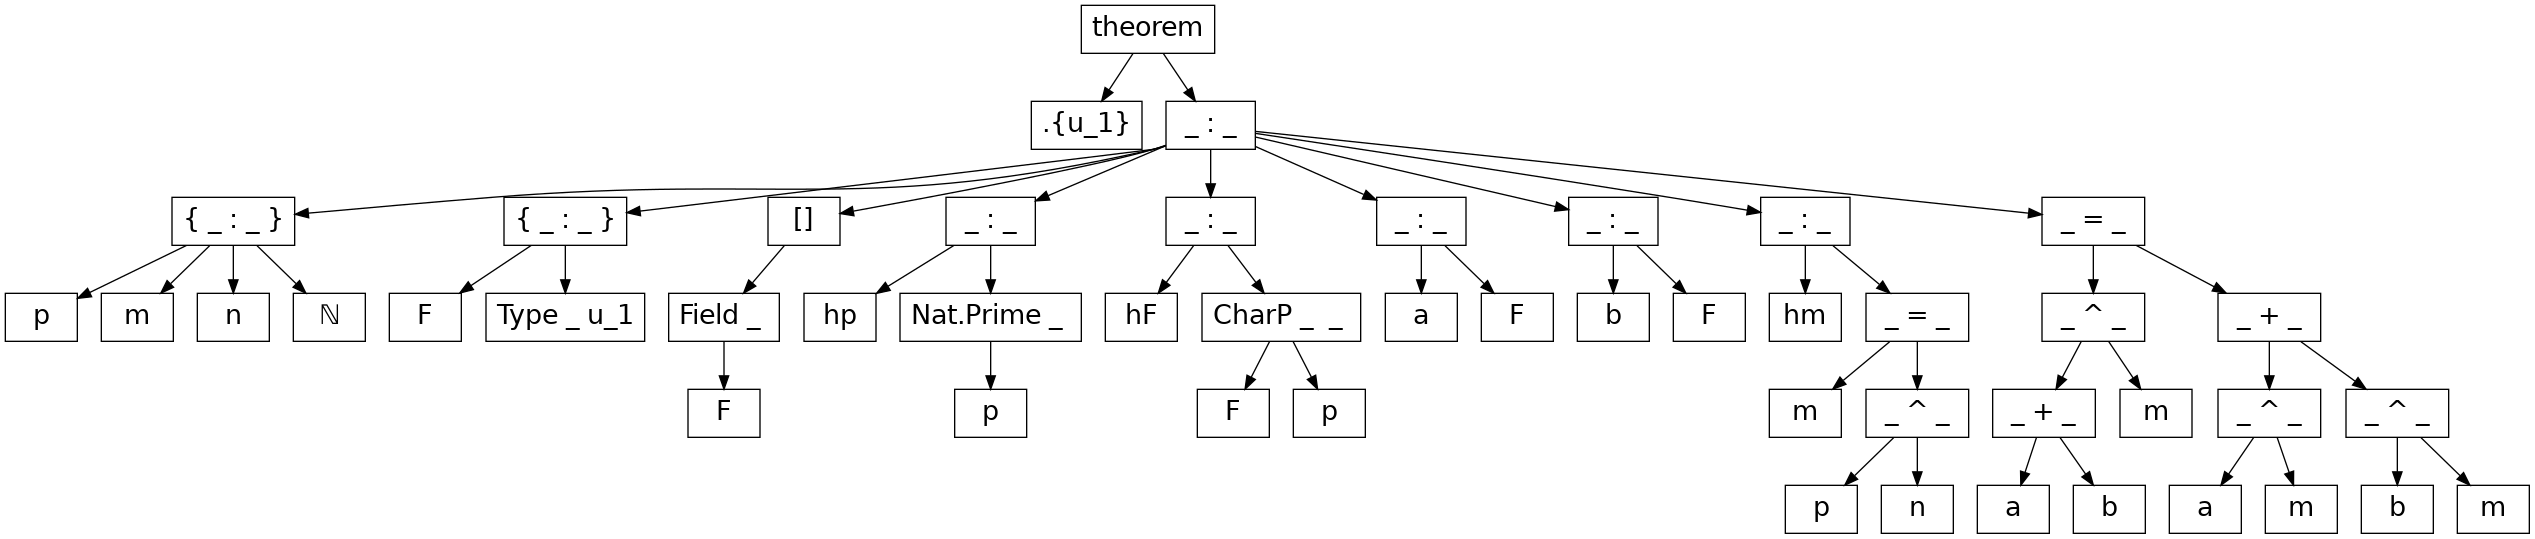 theorem
.{u_1} _ : _
{ _ : _ } { _ : _ } [] _ : _ _ : _ _ : _ _ : _ _ : _ _ = _
p m n ℕ F Type _ u_1 Field _ hp Nat.Prime _ hF CharP _ _ a F b F hm _ = _ _ ^ _ _ + _
F p F p m _ ^ _ _ + _ m _ ^ _ _ ^ _
p n a b a m b m